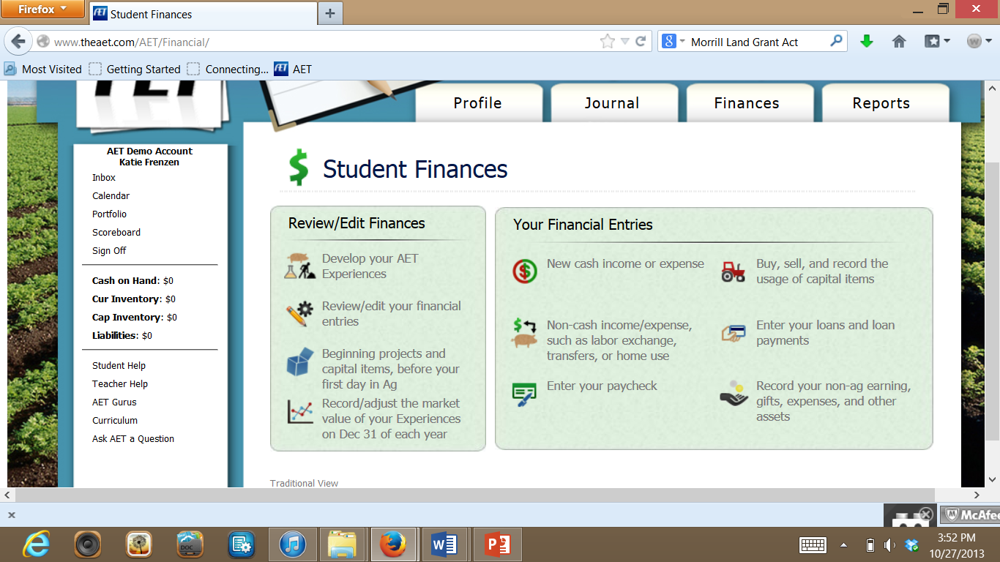 Firefox
AET Student Finances
www.theaet.com/AET/Financial/
Morrill Land Grant Act
Most Visited
Getting Started
Connecting...
AET AET
Profile
Journal
Finances
Reports
AET Demo Account
Katie Frenzen
Inbox
Calendar
Portfolio
Scoreboard
Sign Off
Cash on Hand: $0
Cur Inventory: $0
Cap Inventory: $0
Liabilities: $0
Student Help
Teacher Help
AET Gurus
Curriculum
Ask AET a Question
Student Finances
Review/Edit Finances
Develop your AET
Experiences
Review/edit your financial
entries
Beginning projects and
capital items, before your
first day in Ag
Record/adjust the market
value of your Experiences
on Dec 31 of each year
Your Financial Entries
New cash income or expense
Buy, sell, and record the
usage of capital items
Non-cash income/expense,
such as labor exchange,
transfers, or home use
Enter your loans and loan
payments
Enter your paycheck
Record your non-ag earning,
gifts, expenses, and other
assets
Traditional View
McAfee
DOC
3:52 PM
10/27/2013